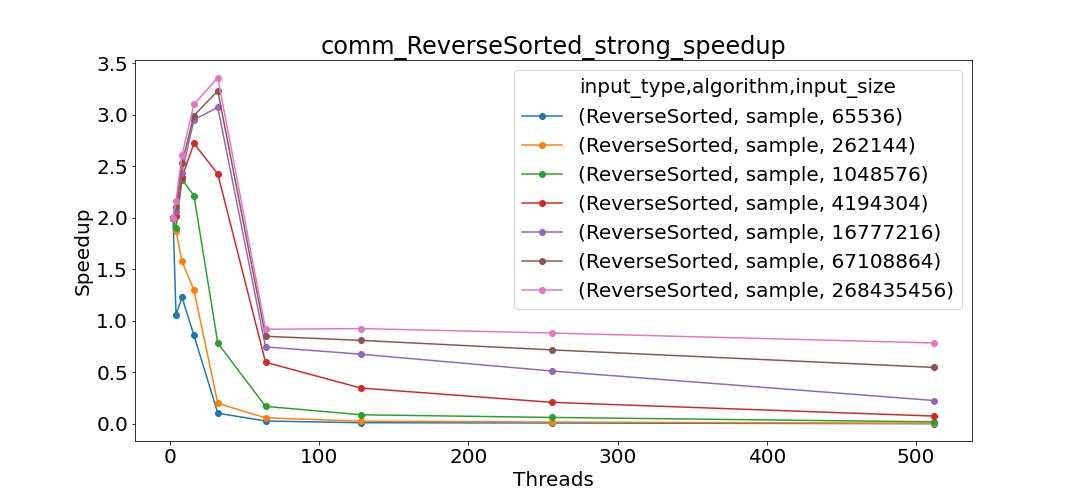 comm_ReverseSorted_strong_speedup
3.5
3.0
2.5
2.0
1.5
1.0
0.5
0.0
Speedup
input_type,algorithm,input_size
(ReverseSorted, sample, 65536)
(ReverseSorted, sample, 262144)
(ReverseSorted, sample, 1048576)
(ReverseSorted, sample, 4194304)
(ReverseSorted, sample, 16777216)
(ReverseSorted, sample, 67108864)
(ReverseSorted, sample, 268435456)
0 100 200 300 400 500
Threads